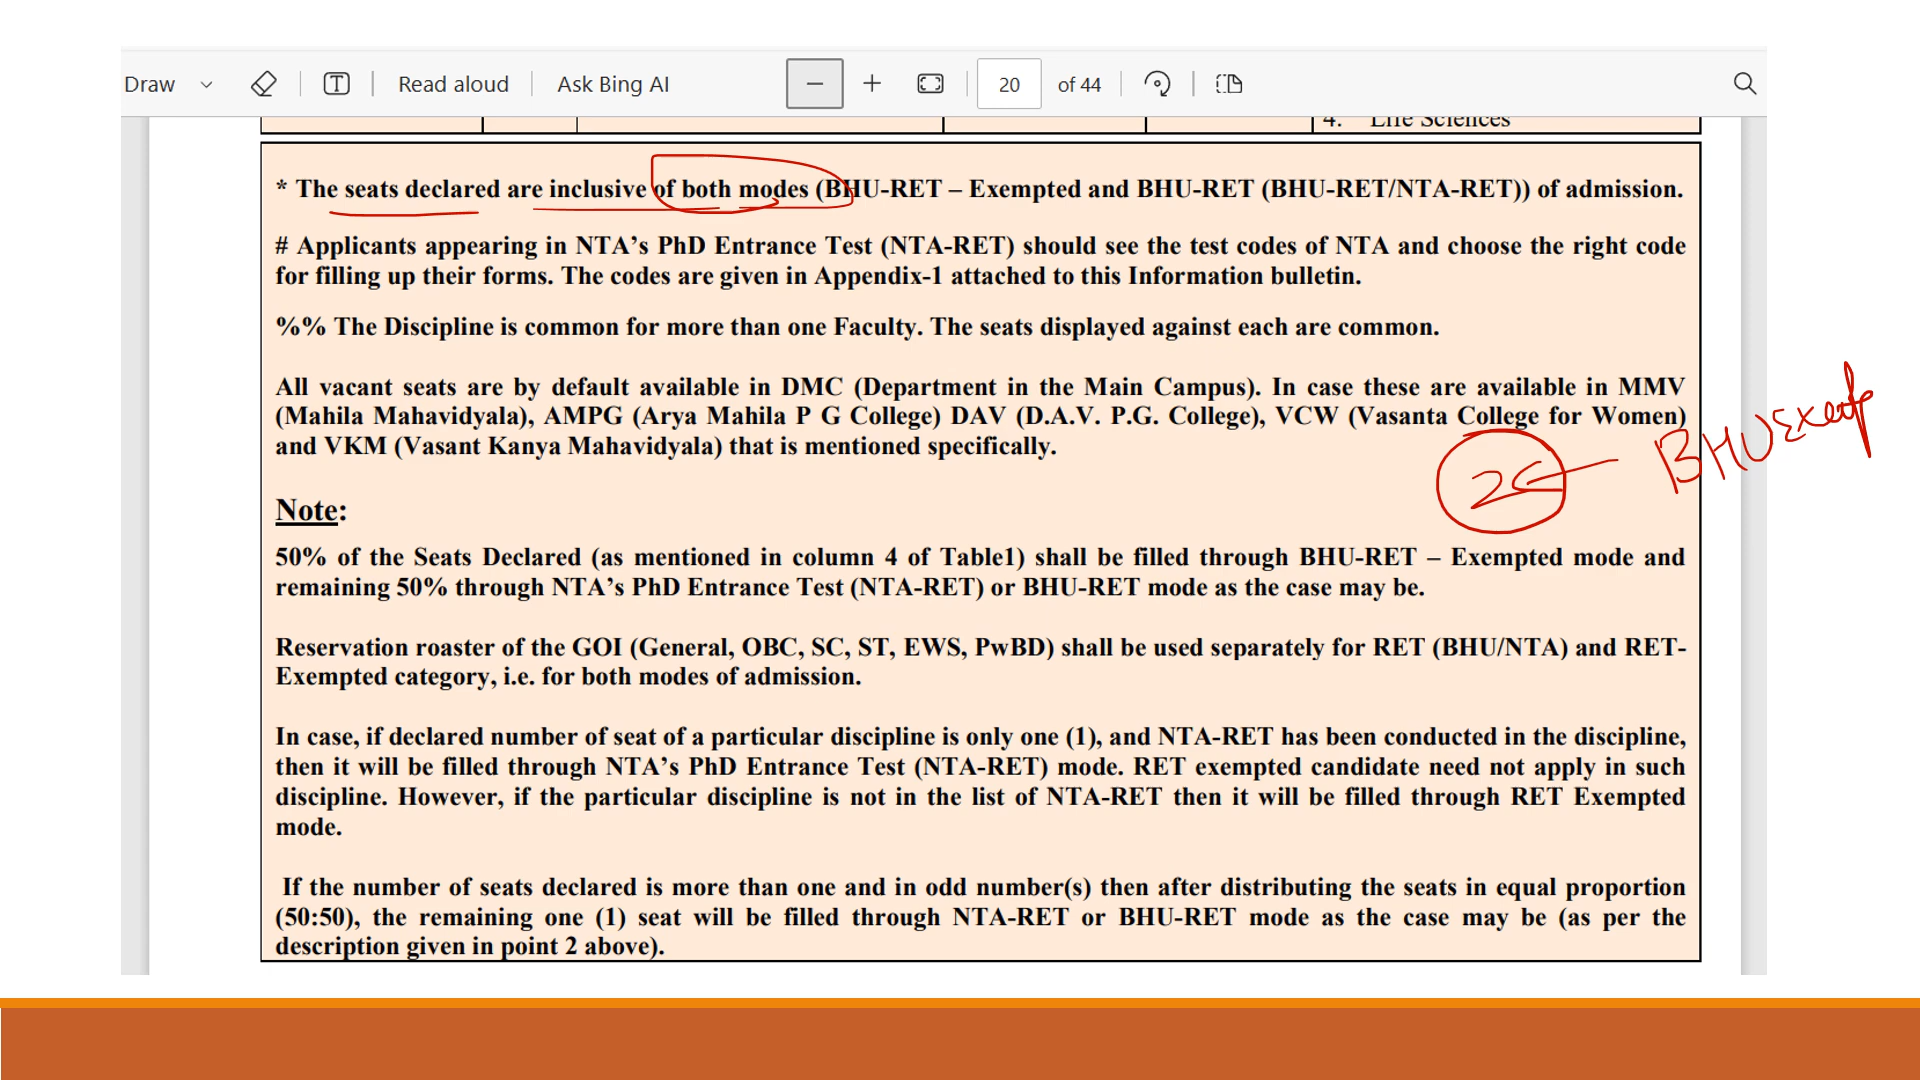 Draw Read aloud Ask Bing AI 20 of 44
4. Life Sciences
* The seats declared are inclusive of both modes (BHU-RET – Exempted and BHU-RET (BHU-RET/NTA-RET)) of admission.
# Applicants appearing in NTA’s PhD Entrance Test (NTA-RET) should see the test codes of NTA and choose the right code
for filling up their forms. The codes are given in Appendix-1 attached to this Information bulletin.
%% The Discipline is common for more than one Faculty. The seats displayed against each are common.
All vacant seats are by default available in DMC (Department in the Main Campus). In case these are available in MMV
(Mahila Mahavidyala), AMPG (Arya Mahila P G College) DAV (D.A.V. P.G. College), VCW (Vasanta College for Women)
and VKM (Vasant Kanya Mahavidyala) that is mentioned specifically.
BHU
Note:
50% of the Seats Declared (as mentioned in column 4 of Table1) shall be filled through BHU-RET – Exempted mode and
remaining 50% through NTA’s PhD Entrance Test (NTA-RET) or BHU-RET mode as the case may be.
Reservation roaster of the GOI (General, OBC, SC, ST, EWS, PwBD) shall be used separately for RET (BHU/NTA) and RET-
Exempted category, i.e. for both modes of admission.
In case, if declared number of seat of a particular discipline is only one (1), and NTA-RET has been conducted in the discipline,
then it will be filled through NTA’s PhD Entrance Test (NTA-RET) mode. RET exempted candidate need not apply in such
discipline. However, if the particular discipline is not in the list of NTA-RET then it will be filled through RET Exempted
mode.
If the number of seats declared is more than one and in odd number(s) then after distributing the seats in equal proportion
(50:50), the remaining one (1) seat will be filled through NTA-RET or BHU-RET mode as the case may be (as per the
description given in point 2 above).